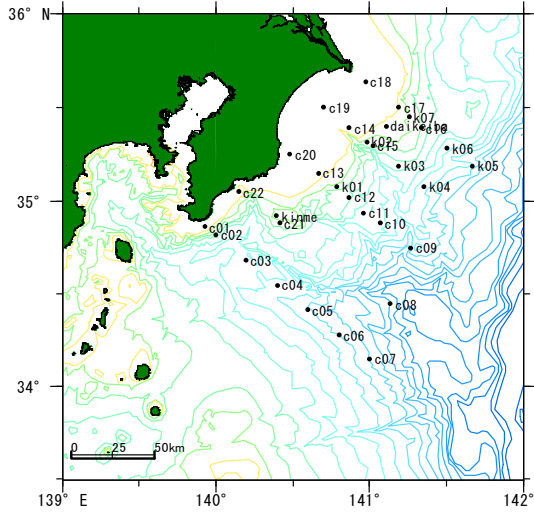 36° N
c18
c19
c17
k07
c14
daikeibo
c16
k02
c15
k06
c20
k03
k05
c13
k01
k04
c22
c12
kinme
c11
c21
c10
c01
35°
c02
c09
c03
c04
c08
c05
c06
c07
34°
0 25 50km
139° E 140° 141° 142°